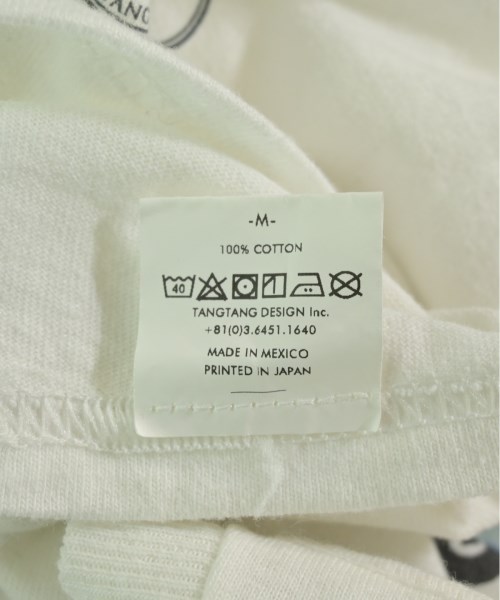 -M-
100% COTTON
40
TANGTANG DESIGN Inc.
+81(0)3.6451.1640
MADE IN MEXICO
PRINTED IN JAPAN